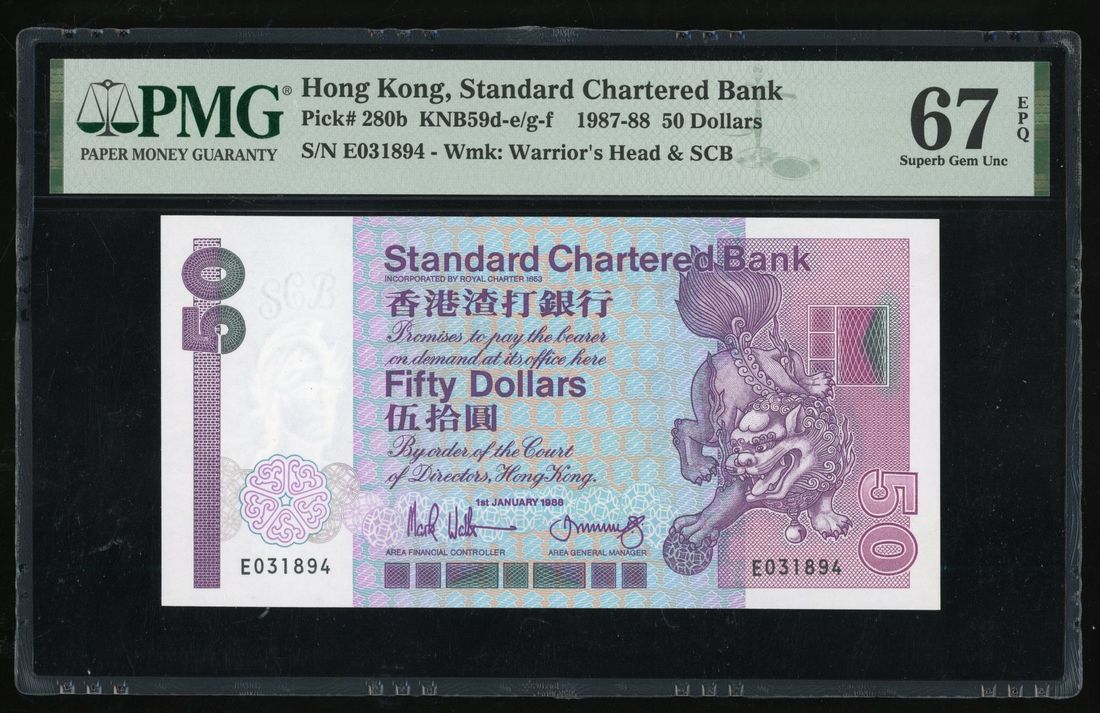 PMG®
PAPER MONEY GUARANTY
Hong Kong, Standard Chartered Bank
Pick# 280b KNB59d-e/g-f 1987-88 50 Dollars
S/N E031894 - Wmk: Warrior's Head & SCB
67
EPQ
Superb Gem Unc
50
SCB
Standard Chartered Bank
INCORPORATED BY ROYAL CHARTER 1853
香港渣打銀行
Promises to pay the bearer
on demand at its office here
Fifty Dollars
伍拾圓
By order of the Court
of Directors, Hong Kong.
1st JANUARY 1988
AREA FINANCIAL CONTROLLER
AREA GENERAL MANAGER
E031894
E031894
50